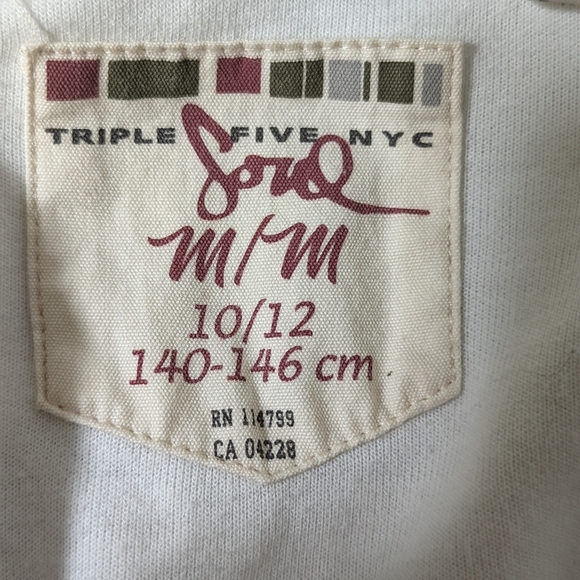 TRIPLE FIVE NYC
Soul
M/M
10/12
140-146 cm
RN 114799
CA 04228